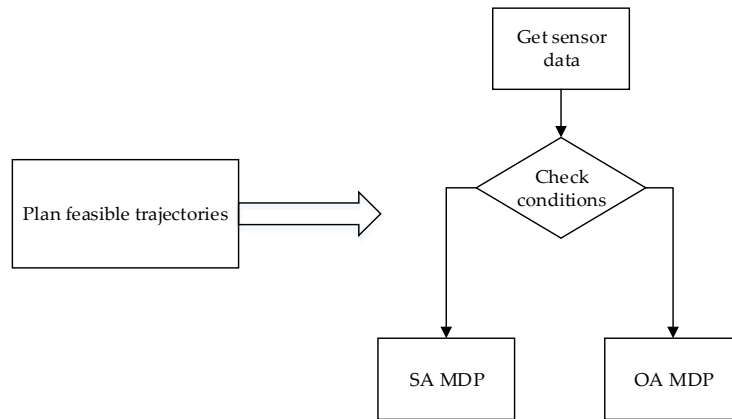 Get sensor
data
Check
conditions
Plan feasible trajectories
SA MDP
OA MDP